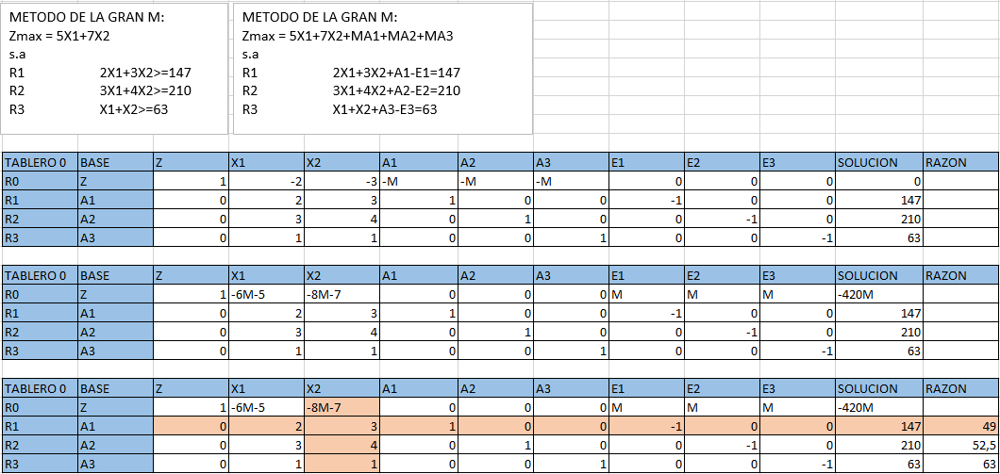 METODO DE LA GRAN M:
Zmax = 5X1+7X2
s.a
R1 2X1+3X2>=147
R2 3X1+4X2>=210
R3 X1+X2>=63
METODO DE LA GRAN M:
Zmax = 5X1+7X2+MA1+MA2+MA3
s.a
R1 2X1+3X2+A1-E1=147
R2 3X1+4X2+A2-E2=210
R3 X1+X2+A3-E3=63
TABLERO 0 BASE Z X1 X2 A1 A2 A3 E1 E2 E3 SOLUCION RAZON
R0 Z 1 -2 -3 -M -M -M 0 0 0 0
R1 A1 0 2 3 1 0 0 -1 0 0 147
R2 A2 0 3 4 0 1 0 0 -1 0 210
R3 A3 0 1 1 0 0 1 0 0 -1 63
TABLERO 0 BASE Z X1 X2 A1 A2 A3 E1 E2 E3 SOLUCION RAZON
R0 Z 1 -6M-5 -8M-7 0 0 0 M M M -420M
R1 A1 0 2 3 1 0 0 -1 0 0 147
R2 A2 0 3 4 0 1 0 0 -1 0 210
R3 A3 0 1 1 0 0 1 0 0 -1 63
TABLERO 0 BASE Z X1 X2 A1 A2 A3 E1 E2 E3 SOLUCION RAZON
R0 Z 1 -6M-5 -8M-7 0 0 0 M M M -420M
R1 A1 0 2 3 1 0 0 -1 0 0 147 49
R2 A2 0 3 4 0 1 0 0 -1 0 210 52,5
R3 A3 0 1 1 0 0 1 0 0 -1 63 63